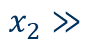 x₂ ≫